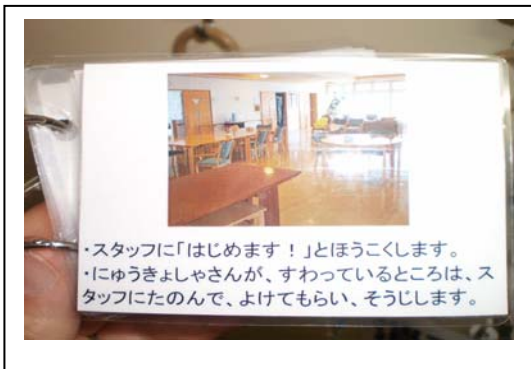 ・スタッフに「はじめます！」とほうこくします。
・にゅうきょしゃさんが、すわっているところは、ス
タッフにたのんで、よけてもらい、そうじします。